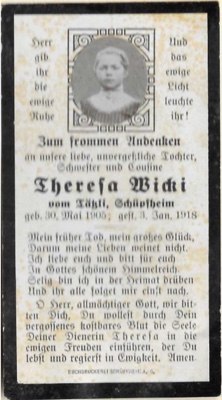 Herr
gib
ihr
die
ewige
Ruhe
Und
das
ewige
Licht
leuchte
ihr!
Zum frommen Andenken
an unsere liebe, unvergeßliche Tochter,
Schwester und Cousine
Theresa Wicki
vom Tätzli, Schüpfheim
geb. 30. Mai 1905; gest. 3. Jan. 1918
Mein früher Tod, mein großes Glück,
Darum meine Lieben weinet nicht.
Ich liebe euch und bitt für euch
In Gottes schönem Himmelreich.
Selig bin ich in der Heimat drüben
Und ihr alle folget mir einst nach.
O Herr, allmächtiger Gott, wir bit-
ten Dich, Du wollest durch Dein
vergossenes kostbares Blut die Seele
Deiner Dienerin Theresa in die
ewigen Freuden einführen, der Du
lebst und regierst in Ewigkeit. Amen.
BUCHDRUCKEREI SCHÜPFHEIM A. G.